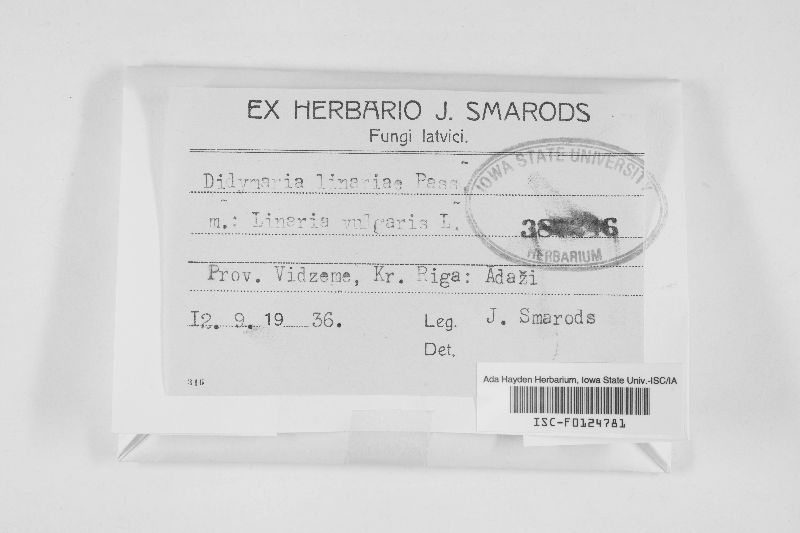 EX HERBARIO J. SMARODS
Fungi latvici.
Didymaria linariae Pass.
m.: Linaria vulgaris L.
IOWA STATE UNIVERSITY
HERBARIUM
Prov. Vidzeme, Kr. Riga: Adaži
I2. 9. 19 36.
Leg. J. Smarods
Det.
316
Ada Hayden Herbarium, Iowa State Univ.-ISC/IA
ISC-F0124781